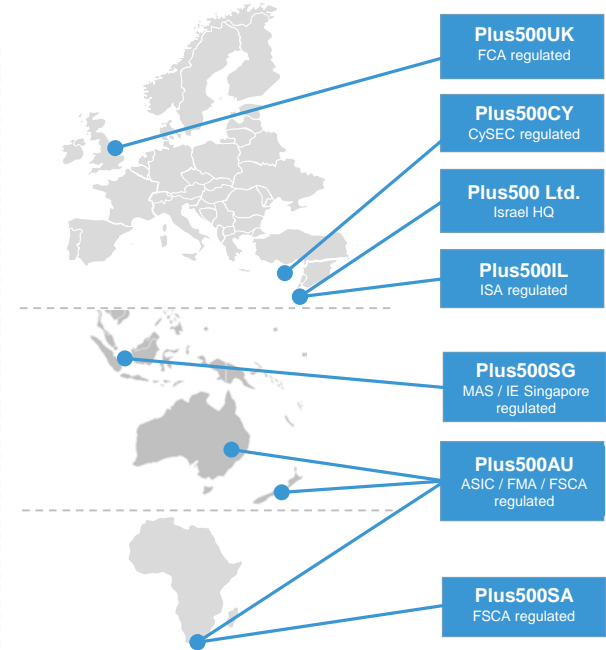 Plus500UK
FCA regulated
Plus500CY
CySEC regulated
Plus500 Ltd.
Israel HQ
Plus500IL
ISA regulated
Plus500SG
MAS / IE Singapore
regulated
Plus500AU
ASIC / FMA / FSCA
regulated
Plus500SA
FSCA regulated